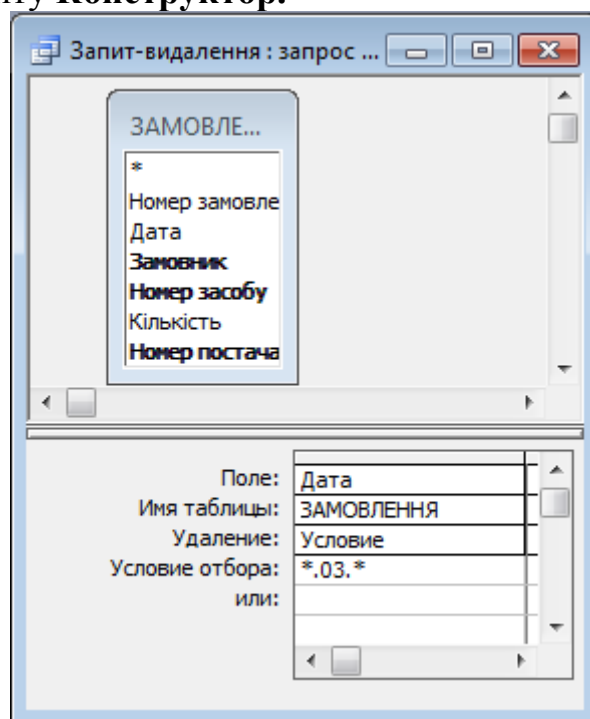 Конструктор.
Запит-видалення : запрос ...
ЗАМОВЛЕ...
*
Номер замовле
Дата
Замовник
Номер засобу
Кількість
Номер постача
Поле: Дата
Имя таблицы: ЗАМОВЛЕННЯ
Удаление: Условие
Условие отбора: *.03.*
или: